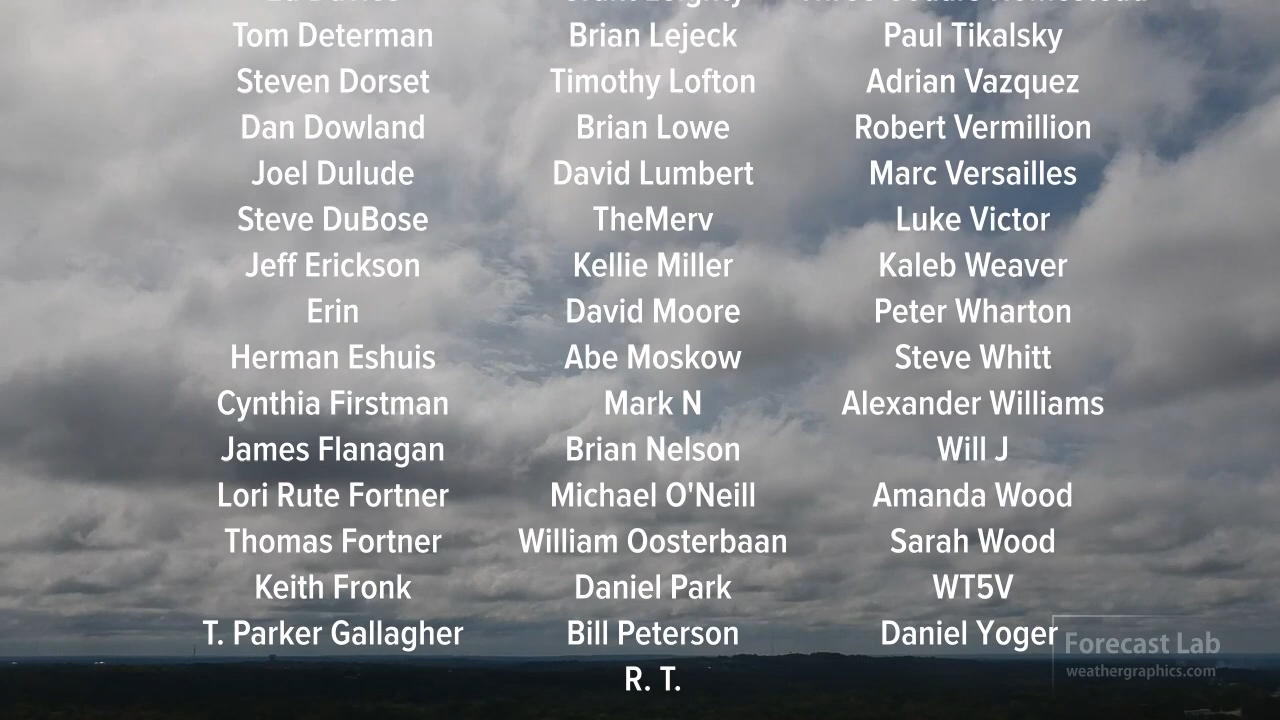 Tom Determan
Steven Dorset
Dan Dowland
Joel Dulude
Steve DuBose
Jeff Erickson
Erin
Herman Eshuis
Cynthia Firstman
James Flanagan
Lori Rute Fortner
Thomas Fortner
Keith Fronk
T. Parker Gallagher
Brian Lejeck
Timothy Lofton
Brian Lowe
David Lumbert
TheMerv
Kellie Miller
David Moore
Abe Moskow
Mark N
Brian Nelson
Michael O'Neill
William Oosterbaan
Daniel Park
Bill Peterson
R. T.
Paul Tikalsky
Adrian Vazquez
Robert Vermillion
Marc Versailles
Luke Victor
Kaleb Weaver
Peter Wharton
Steve Whitt
Alexander Williams
Will J
Amanda Wood
Sarah Wood
WT5V
Daniel Yoger
Forecast Lab
weathergraphics.com